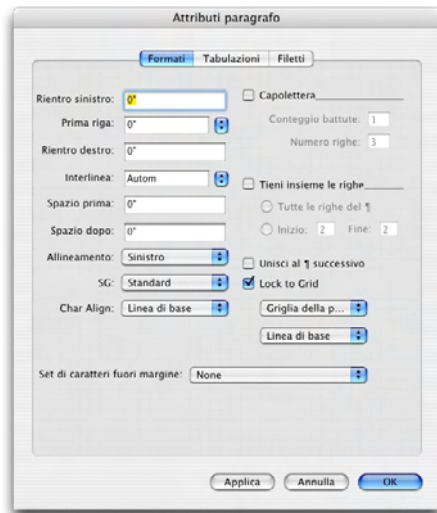 Attributi paragrafo
Formati Tabulazioni Filetti
Rientro sinistro: 0"
Prima riga: 0"
Rientro destro: 0"
Interlinea: Autom
Spazio prima: 0"
Spazio dopo: 0"
Allineamento: Sinistro
SG: Standard
Char Align: Linea di base
Capolettera
Conteggio battute: 1
Numero righe: 3
Tieni insieme le righe
Tutte le righe del ¶
Inizio: 2 Fine: 2
Unisci al ¶ successivo
Lock to Grid
Griglia della p...
Linea di base
Set di caratteri fuori margine: None
Applica Annulla OK